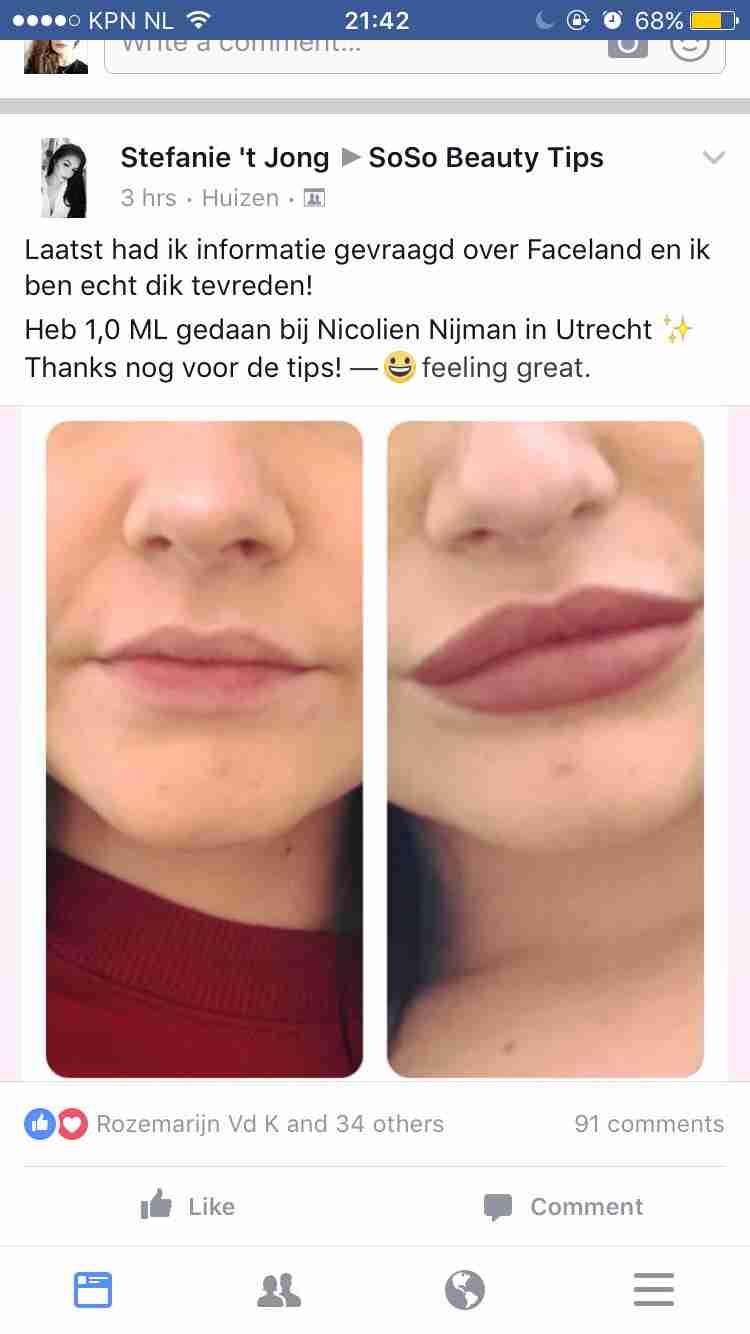 KPN NL 21:42 68%
Write a comment...
Stefanie 't Jong ▶ SoSo Beauty Tips
3 hrs · Huizen ·
Laatst had ik informatie gevraagd over Faceland en ik
ben echt dik tevreden!
Heb 1,0 ML gedaan bij Nicolien Nijman in Utrecht ✨
Thanks nog voor de tips! — 😀 feeling great.
Rozemarijn Vd K and 34 others 91 comments
Like Comment